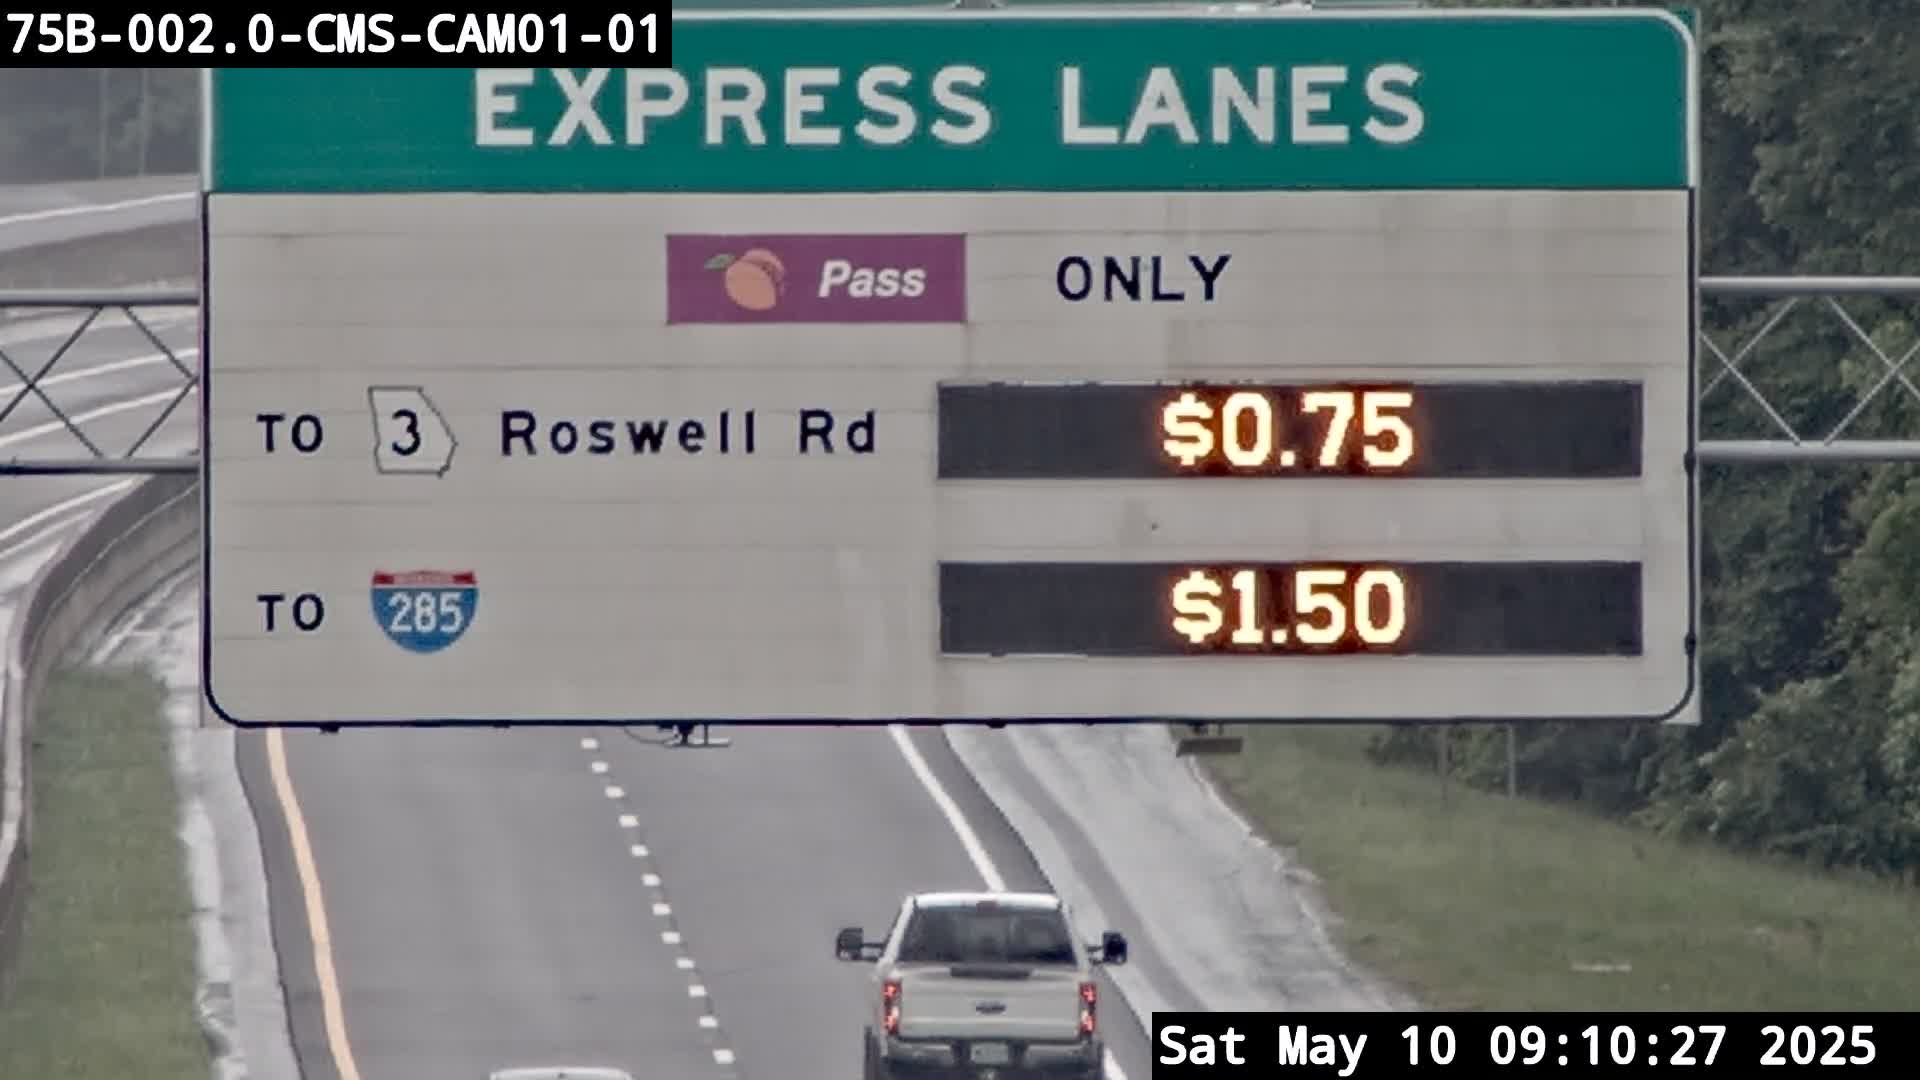 75B-002.0-CMS-CAM01-01
EXPRESS LANES
Pass ONLY
TO 3 Roswell Rd $0.75
TO 285 $1.50
Sat May 10 09:10:27 2025